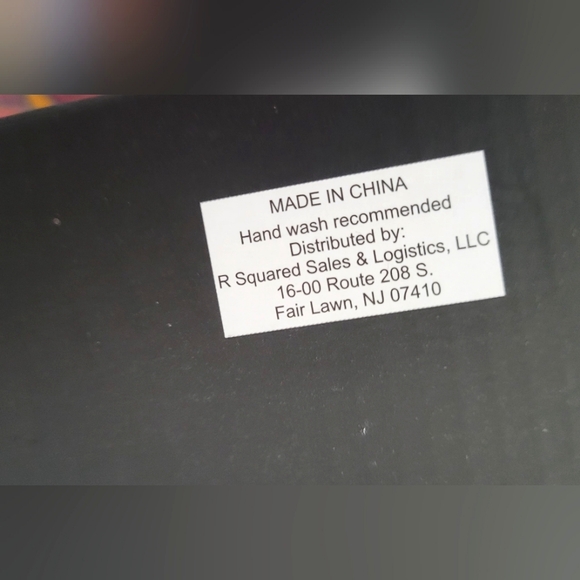 MADE IN CHINA
Hand wash recommended
Distributed by:
R Squared Sales & Logistics, LLC
16-00 Route 208 S.
Fair Lawn, NJ 07410